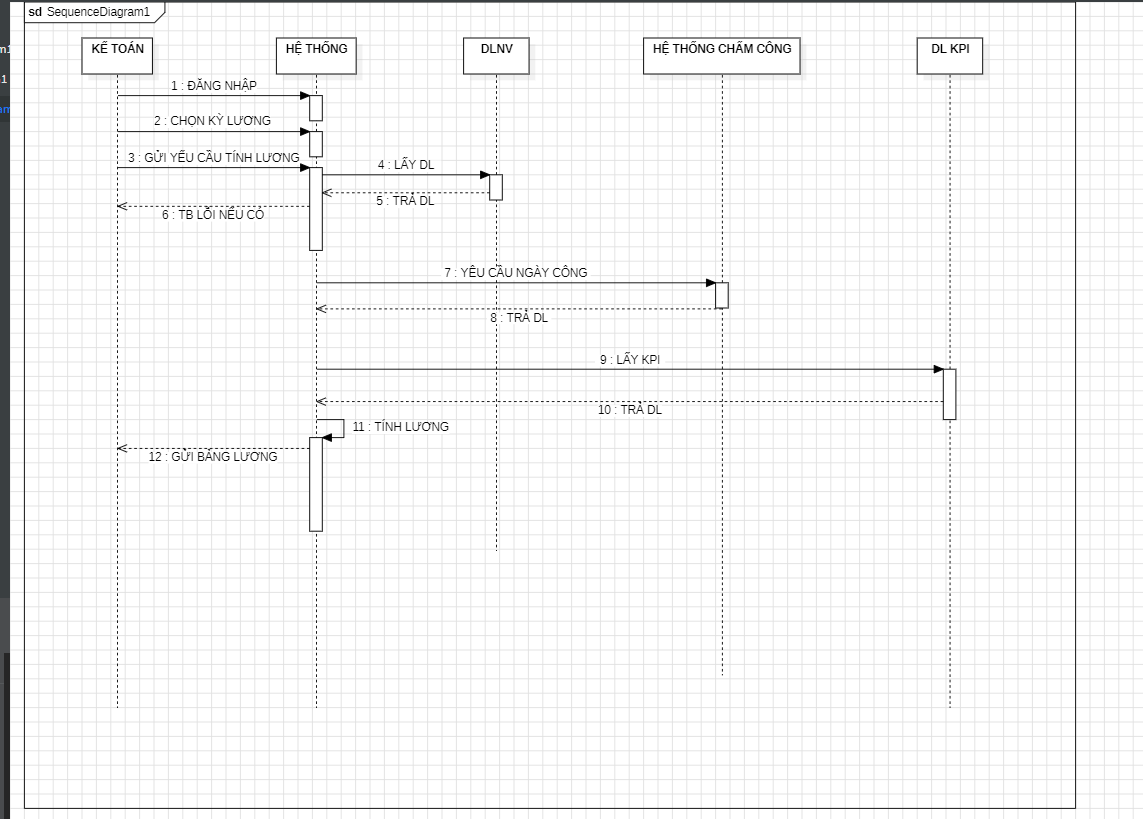 sd SequenceDiagram1
KẾ TOÁN
HỆ THỐNG
DLNV
HỆ THỐNG CHẤM CÔNG
DL KPI
1 : ĐĂNG NHẬP
2 : CHỌN KỲ LƯƠNG
3 : GỬI YẾU CẦU TÍNH LƯƠNG
4 : LẤY DL
5 : TRẢ DL
6 : TB LỖI NẾU CÓ
7 : YÊU CẦU NGÀY CÔNG
8 : TRẢ DL
9 : LẤY KPI
10 : TRẢ DL
11 : TÍNH LƯƠNG
12 : GỬI BẢNG LƯƠNG